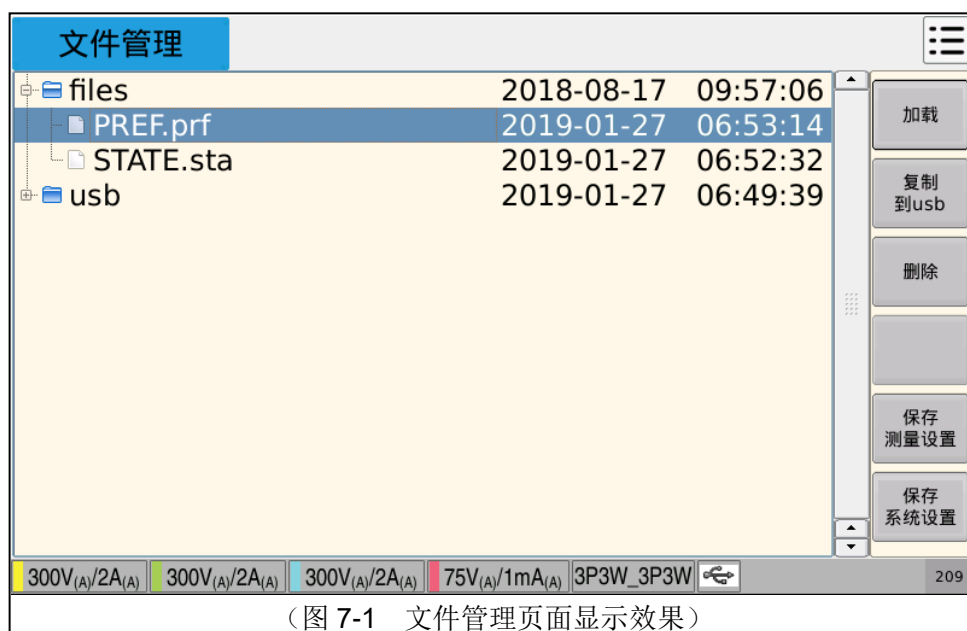 文件管理
files 2018-08-17 09:57:06
PREF.prf 2019-01-27 06:53:14
STATE.sta 2019-01-27 06:52:32
usb 2019-01-27 06:49:39
加载
复制
到usb
删除
保存
测量设置
保存
系统设置
300V(A)/2A(A) 300V(A)/2A(A) 300V(A)/2A(A) 75V(A)/1mA(A) 3P3W_3P3W 209
（图 7-1 文件管理页面显示效果）